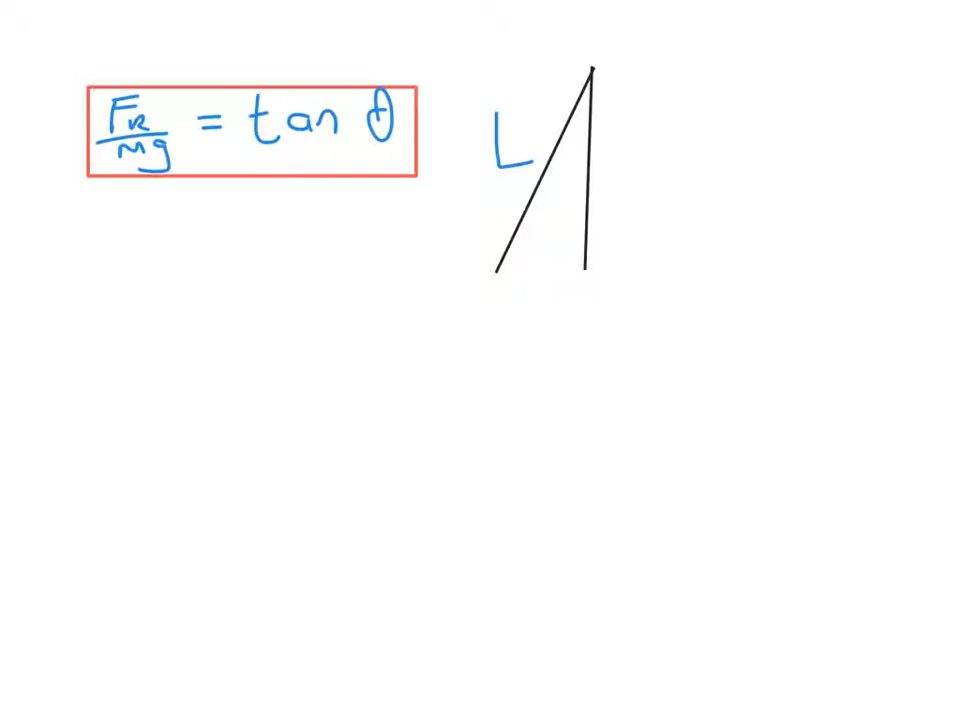 F_R/mg = tan θ
L